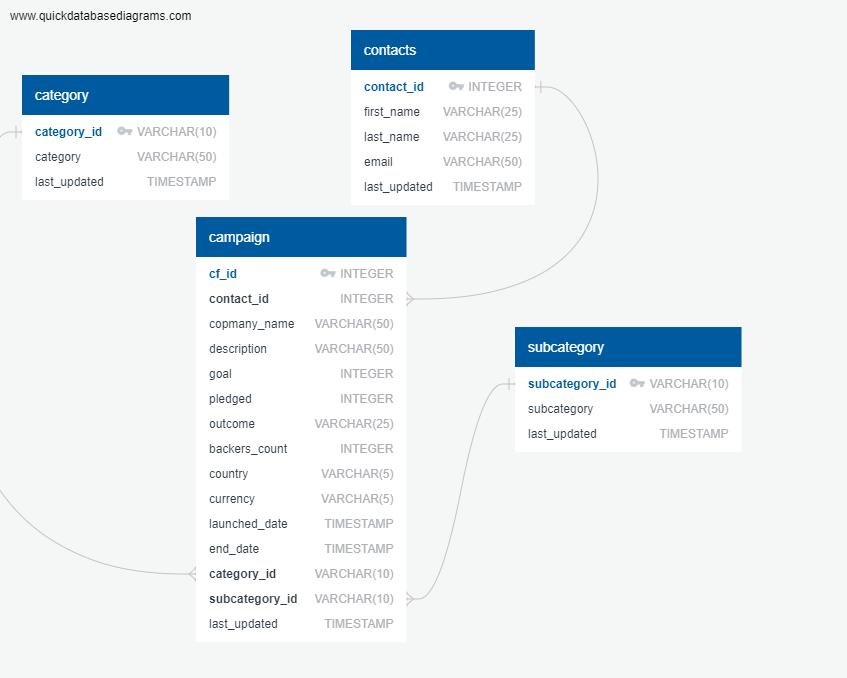 www.quickdatabasediagrams.com
contacts
contact_id INTEGER
first_name VARCHAR(25)
last_name VARCHAR(25)
email VARCHAR(50)
last_updated TIMESTAMP
category
category_id VARCHAR(10)
category VARCHAR(50)
last_updated TIMESTAMP
campaign
cf_id INTEGER
contact_id INTEGER
copmany_name VARCHAR(50)
description VARCHAR(50)
goal INTEGER
pledged INTEGER
outcome VARCHAR(25)
backers_count INTEGER
country VARCHAR(5)
currency VARCHAR(5)
launched_date TIMESTAMP
end_date TIMESTAMP
category_id VARCHAR(10)
subcategory_id VARCHAR(10)
last_updated TIMESTAMP
subcategory
subcategory_id VARCHAR(10)
subcategory VARCHAR(50)
last_updated TIMESTAMP